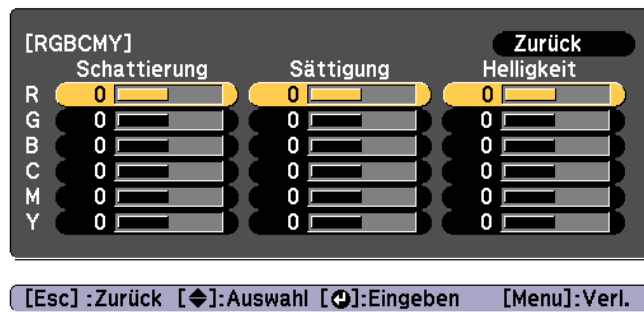 [RGBCMY] Zurück
Schattierung Sättigung Helligkeit
R 0 0 0
G 0 0 0
B 0 0 0
C 0 0 0
M 0 0 0
Y 0 0 0
[Esc] :Zurück [◆]:Auswahl [↵]:Eingeben [Menu]:Verl.